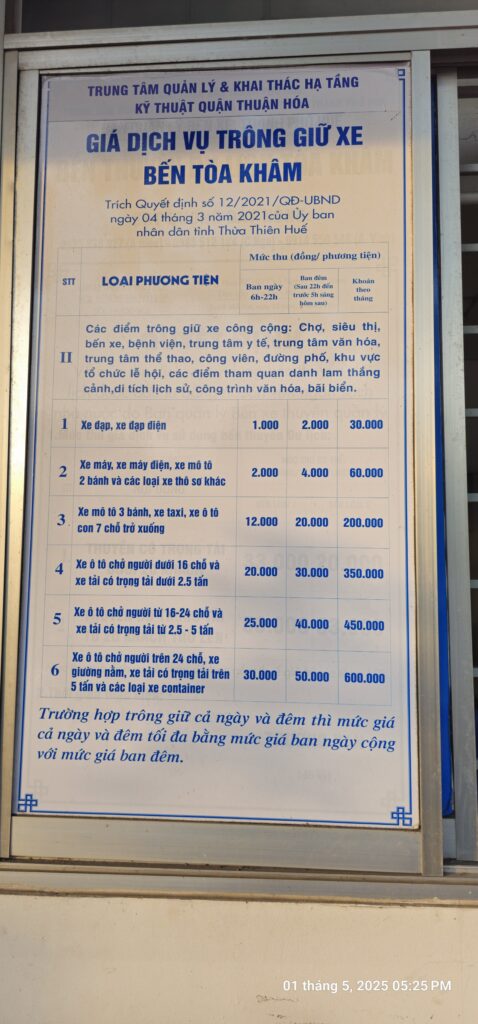 TRUNG TÂM QUẢN LÝ & KHAI THÁC HẠ TẦNG
KỸ THUẬT QUẬN THUẬN HÓA
GIÁ DỊCH VỤ TRÔNG GIỮ XE
BẾN TÒA KHÂM
Trích Quyết định số 12/2021/QĐ-UBND
ngày 04 tháng 3 năm 2021của Ủy ban
nhân dân tỉnh Thừa Thiên Huế
STT LOẠI PHƯƠNG TIỆN Mức thu (đồng/ phương tiện)
Ban ngày
6h-22h
Ban đêm
(Sau 22h đến
trước 5h sáng
hôm sau)
Khoán
theo
tháng
II Các điểm trông giữ xe công cộng: Chợ, siêu thị,
bến xe, bệnh viện, trung tâm y tế, trung tâm văn hóa,
trung tâm thể thao, công viên, đường phố, khu vực
tổ chức lễ hội, các điểm tham quan danh lam thắng
cảnh,di tích lịch sử, công trình văn hóa, bãi biển.
1 Xe đạp, xe đạp điện 1.000 2.000 30.000
2 Xe máy, xe máy điện, xe mô tô
2 bánh và các loại xe thô sơ khác 2.000 4.000 60.000
3 Xe mô tô 3 bánh, xe taxi, xe ô tô
con 7 chỗ trở xuống 12.000 20.000 200.000
4 Xe ô tô chở người dưới 16 chỗ và
xe tải có trọng tải dưới 2.5 tấn 20.000 30.000 350.000
5 Xe ô tô chở người từ 16-24 chỗ và
xe tải có trọng tải từ 2.5 - 5 tấn 25.000 40.000 450.000
6 Xe ô tô chở người trên 24 chỗ, xe
giường nằm, xe tải có trọng tải trên
5 tấn và các loại xe container 30.000 50.000 600.000
Trường hợp trông giữ cả ngày và đêm thì mức giá
cả ngày và đêm tối đa bằng mức giá ban ngày cộng
với mức giá ban đêm.
01 tháng 5, 2025 05:25 PM